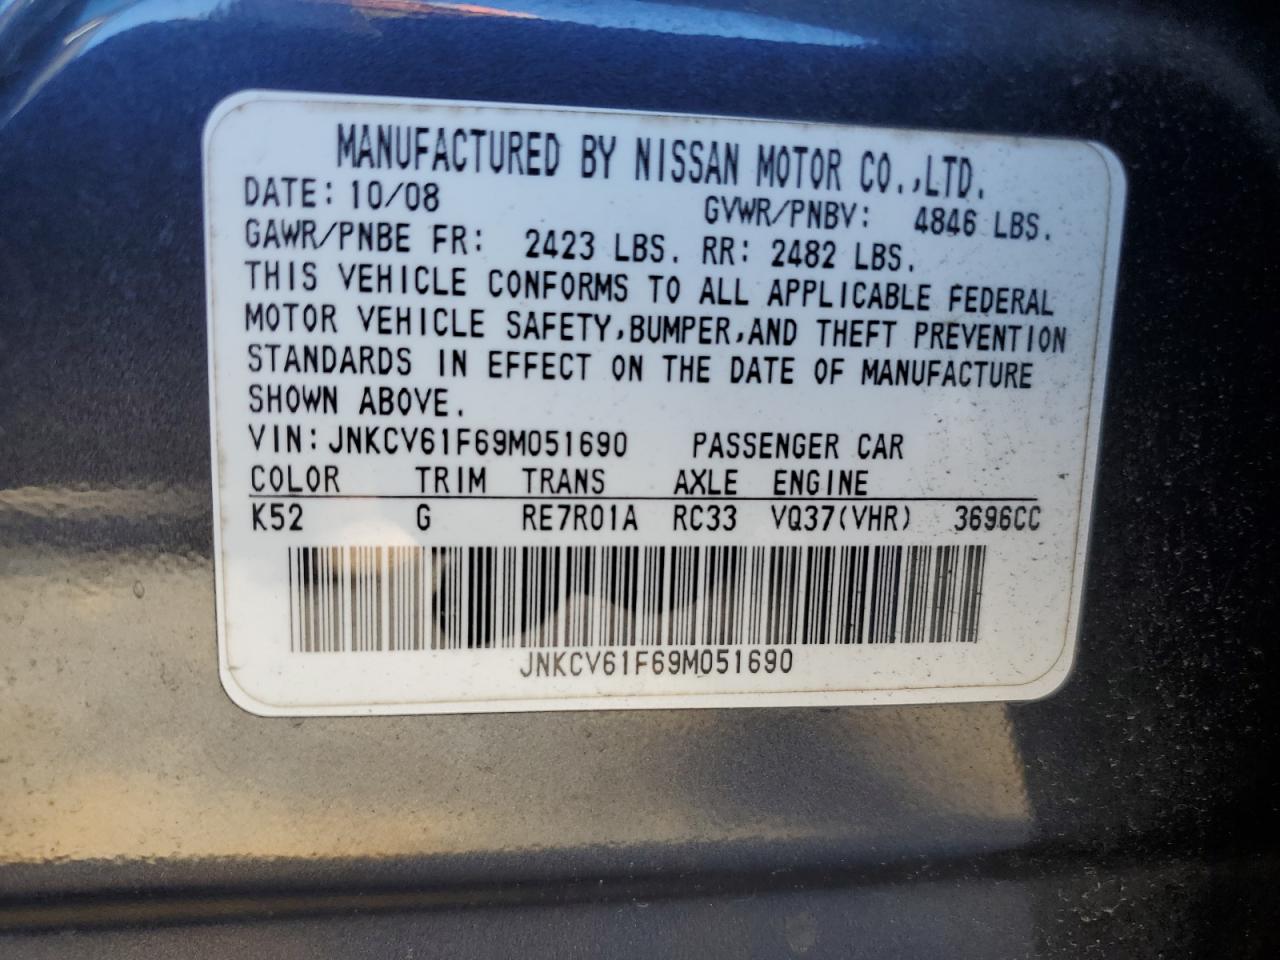 MANUFACTURED BY NISSAN MOTOR CO.,LTD.
DATE: 10/08 GVWR/PNBV: 4846 LBS.
GAWR/PNBE FR: 2423 LBS. RR: 2482 LBS.
THIS VEHICLE CONFORMS TO ALL APPLICABLE FEDERAL
MOTOR VEHICLE SAFETY,BUMPER,AND THEFT PREVENTION
STANDARDS IN EFFECT ON THE DATE OF MANUFACTURE
SHOWN ABOVE.
VIN: JNKCV61F69M051690 PASSENGER CAR
COLOR TRIM TRANS AXLE ENGINE
K52 G RE7R01A RC33 VQ37(VHR) 3696CC
JNKCV61F69M051690